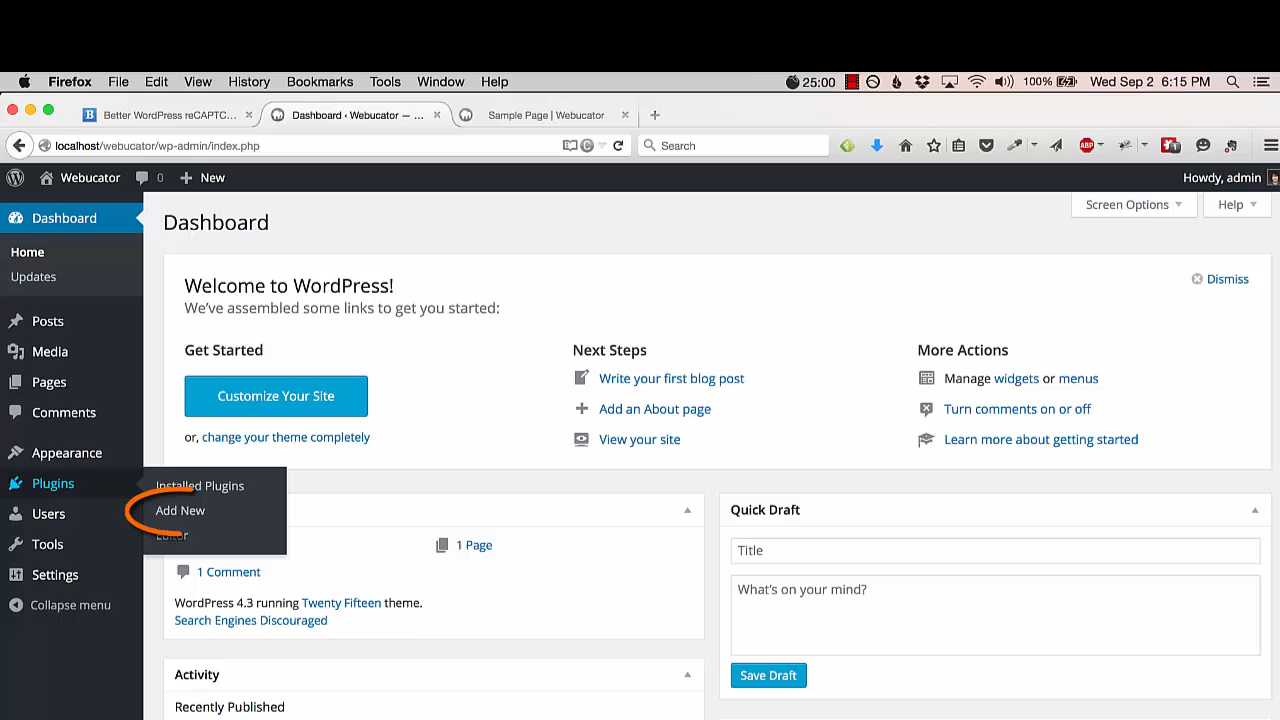 Firefox File Edit View History Bookmarks Tools Window Help 25:00 100% Wed Sep 2 6:15 PM
Better WordPress reCAPTC... Dashboard ‹ Webucator — ... Sample Page | Webucator
localhost/webucator/wp-admin/index.php Search ABP
Webucator 0 New Howdy, admin
Dashboard
Home
Updates
Posts
Media
Pages
Comments
Appearance
Plugins
Users
Tools
Settings
Collapse menu
Installed Plugins
Add New
Editor
Screen Options Help
Dashboard
Welcome to WordPress!
Dismiss
We've assembled some links to get you started:
Get Started
Customize Your Site
or, change your theme completely
Next Steps
Write your first blog post
Add an About page
View your site
More Actions
Manage widgets or menus
Turn comments on or off
Learn more about getting started
1 Page
1 Comment
WordPress 4.3 running Twenty Fifteen theme.
Search Engines Discouraged
Activity
Recently Published
Quick Draft
Title
What's on your mind?
Save Draft